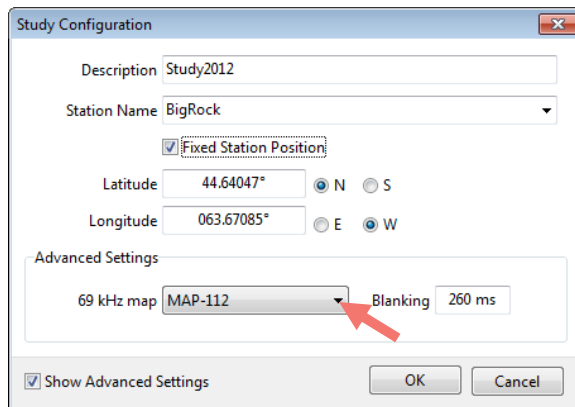 Study Configuration
Description Study2012
Station Name BigRock
Fixed Station Position
Latitude 44.64047° N S
Longitude 063.67085° E W
Advanced Settings
69 kHz map MAP-112 Blanking 260 ms
Show Advanced Settings OK Cancel